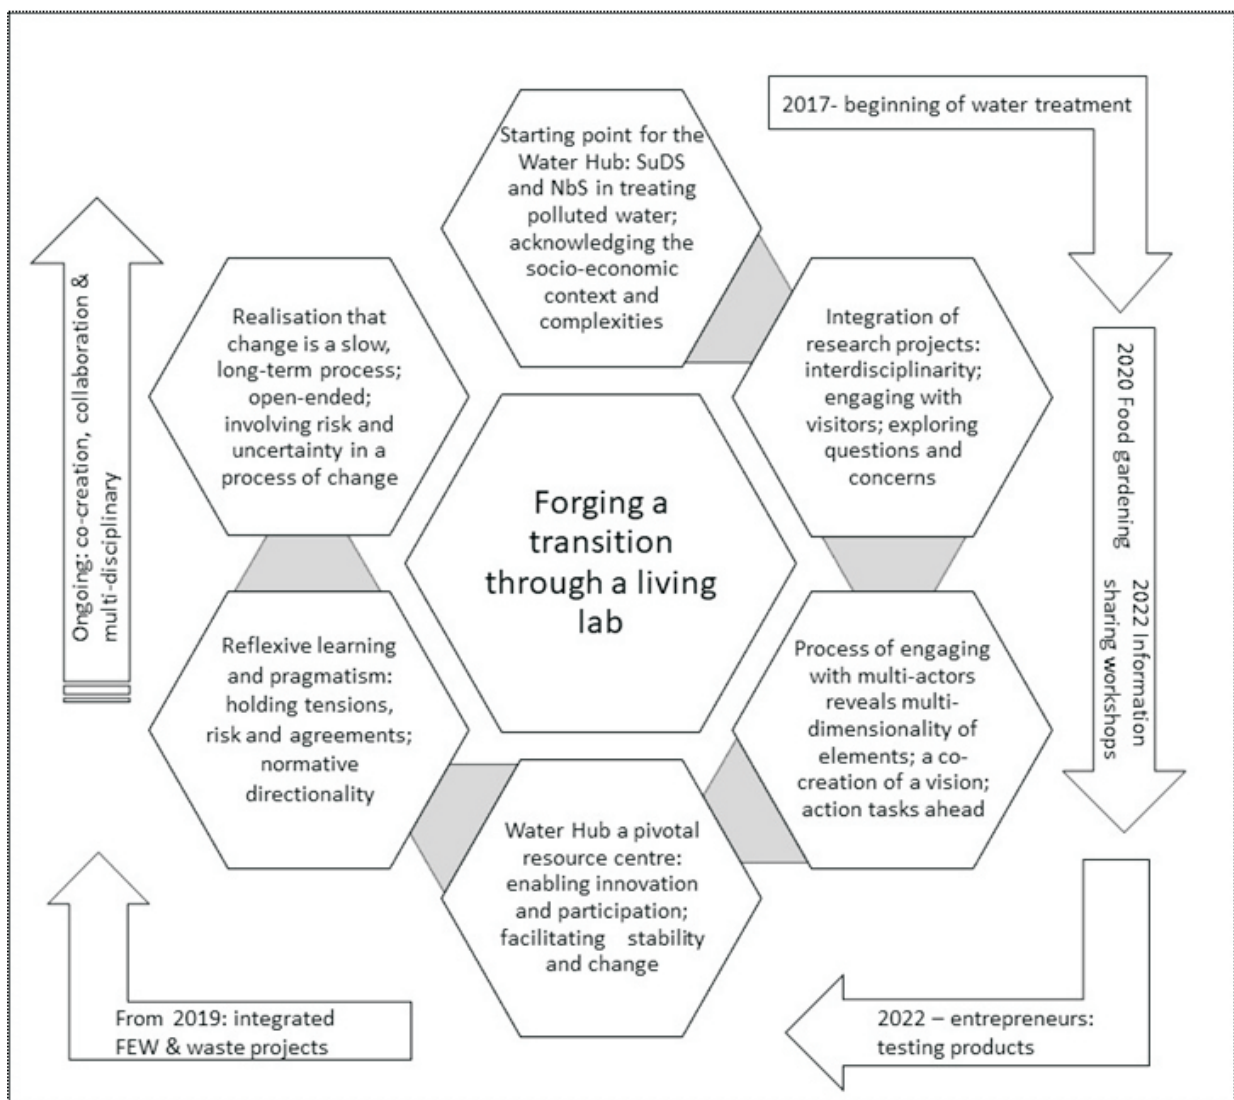 2017- beginning of water treatment
Starting point for the
Water Hub: SuDS
and NbS in treating
polluted water;
acknowledging the
socio-economic
context and
complexities
Integration of
research projects:
interdisciplinarity;
engaging with
visitors; exploring
questions and
concerns
2020 Food gardening
2022 Information
sharing workshops
Process of engaging
with multi-actors
reveals multi-
dimensionality of
elements; a co-
creation of a vision;
action tasks ahead
2022 – entrepreneurs:
testing products
Water Hub a pivotal
resource centre:
enabling innovation
and participation;
facilitating stability
and change
From 2019: integrated
FEW & waste projects
Reflexive learning
and pragmatism:
holding tensions,
risk and agreements;
normative
directionality
Ongoing: co-creation, collaboration &
multi-disciplinary
Realisation that
change is a slow,
long-term process;
open-ended;
involving risk and
uncertainty in a
process of change
Forging a
transition
through a living
lab